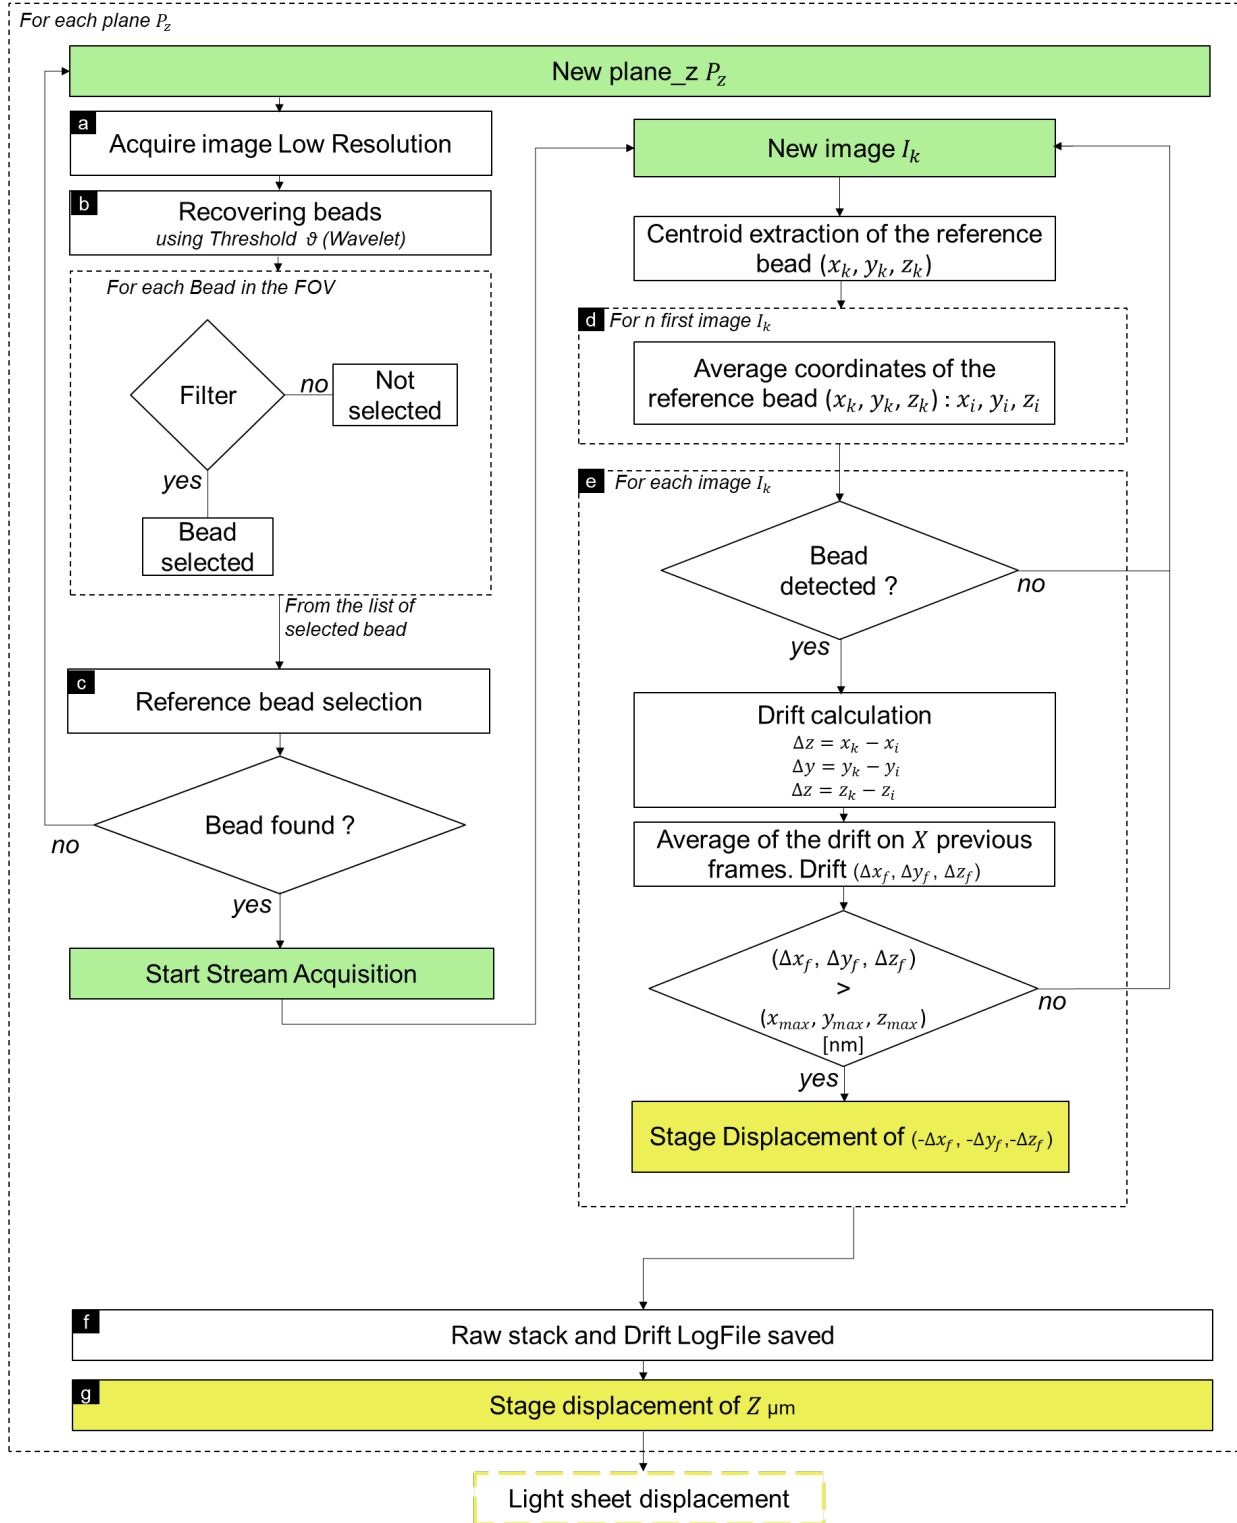 For each plane P_z
New plane_z P_z
a
Acquire image Low Resolution
b
Recovering beads
using Threshold ϑ (Wavelet)
For each Bead in the FOV
Filter
no
Not
selected
yes
Bead
selected
From the list of
selected bead
c
Reference bead selection
Bead found ?
no
yes
Start Stream Acquisition
New image I_k
Centroid extraction of the reference
bead (x_k, y_k, z_k)
d
For n first image I_k
Average coordinates of the
reference bead (x_k, y_k, z_k) : x_i, y_i, z_i
e
For each image I_k
Bead
detected ?
no
yes
Drift calculation
Δz = x_k − x_i
Δy = y_k − y_i
Δz = z_k − z_i
Average of the drift on X previous
frames. Drift (Δx_f, Δy_f, Δz_f)
(Δx_f, Δy_f, Δz_f)
>
(x_max, y_max, z_max)
[nm]
no
yes
Stage Displacement of (-Δx_f, -Δy_f,-Δz_f)
f
Raw stack and Drift LogFile saved
g
Stage displacement of Z µm
Light sheet displacement